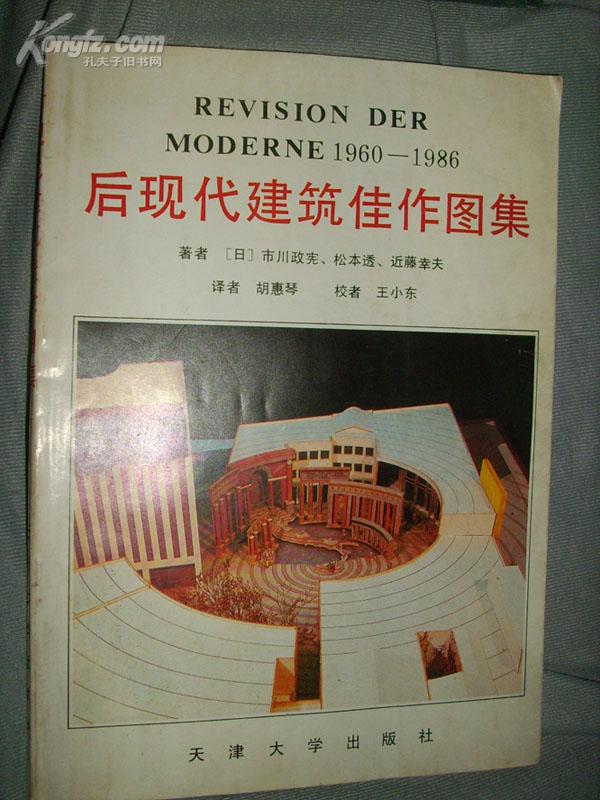 Kongfz.com
孔夫子旧书网
REVISION DER
MODERNE 1960—1986
后现代建筑佳作图集
著者 〔日〕市川政宪、松本透、近藤幸夫
译者 胡惠琴 校者 王小东
天津大学出版社